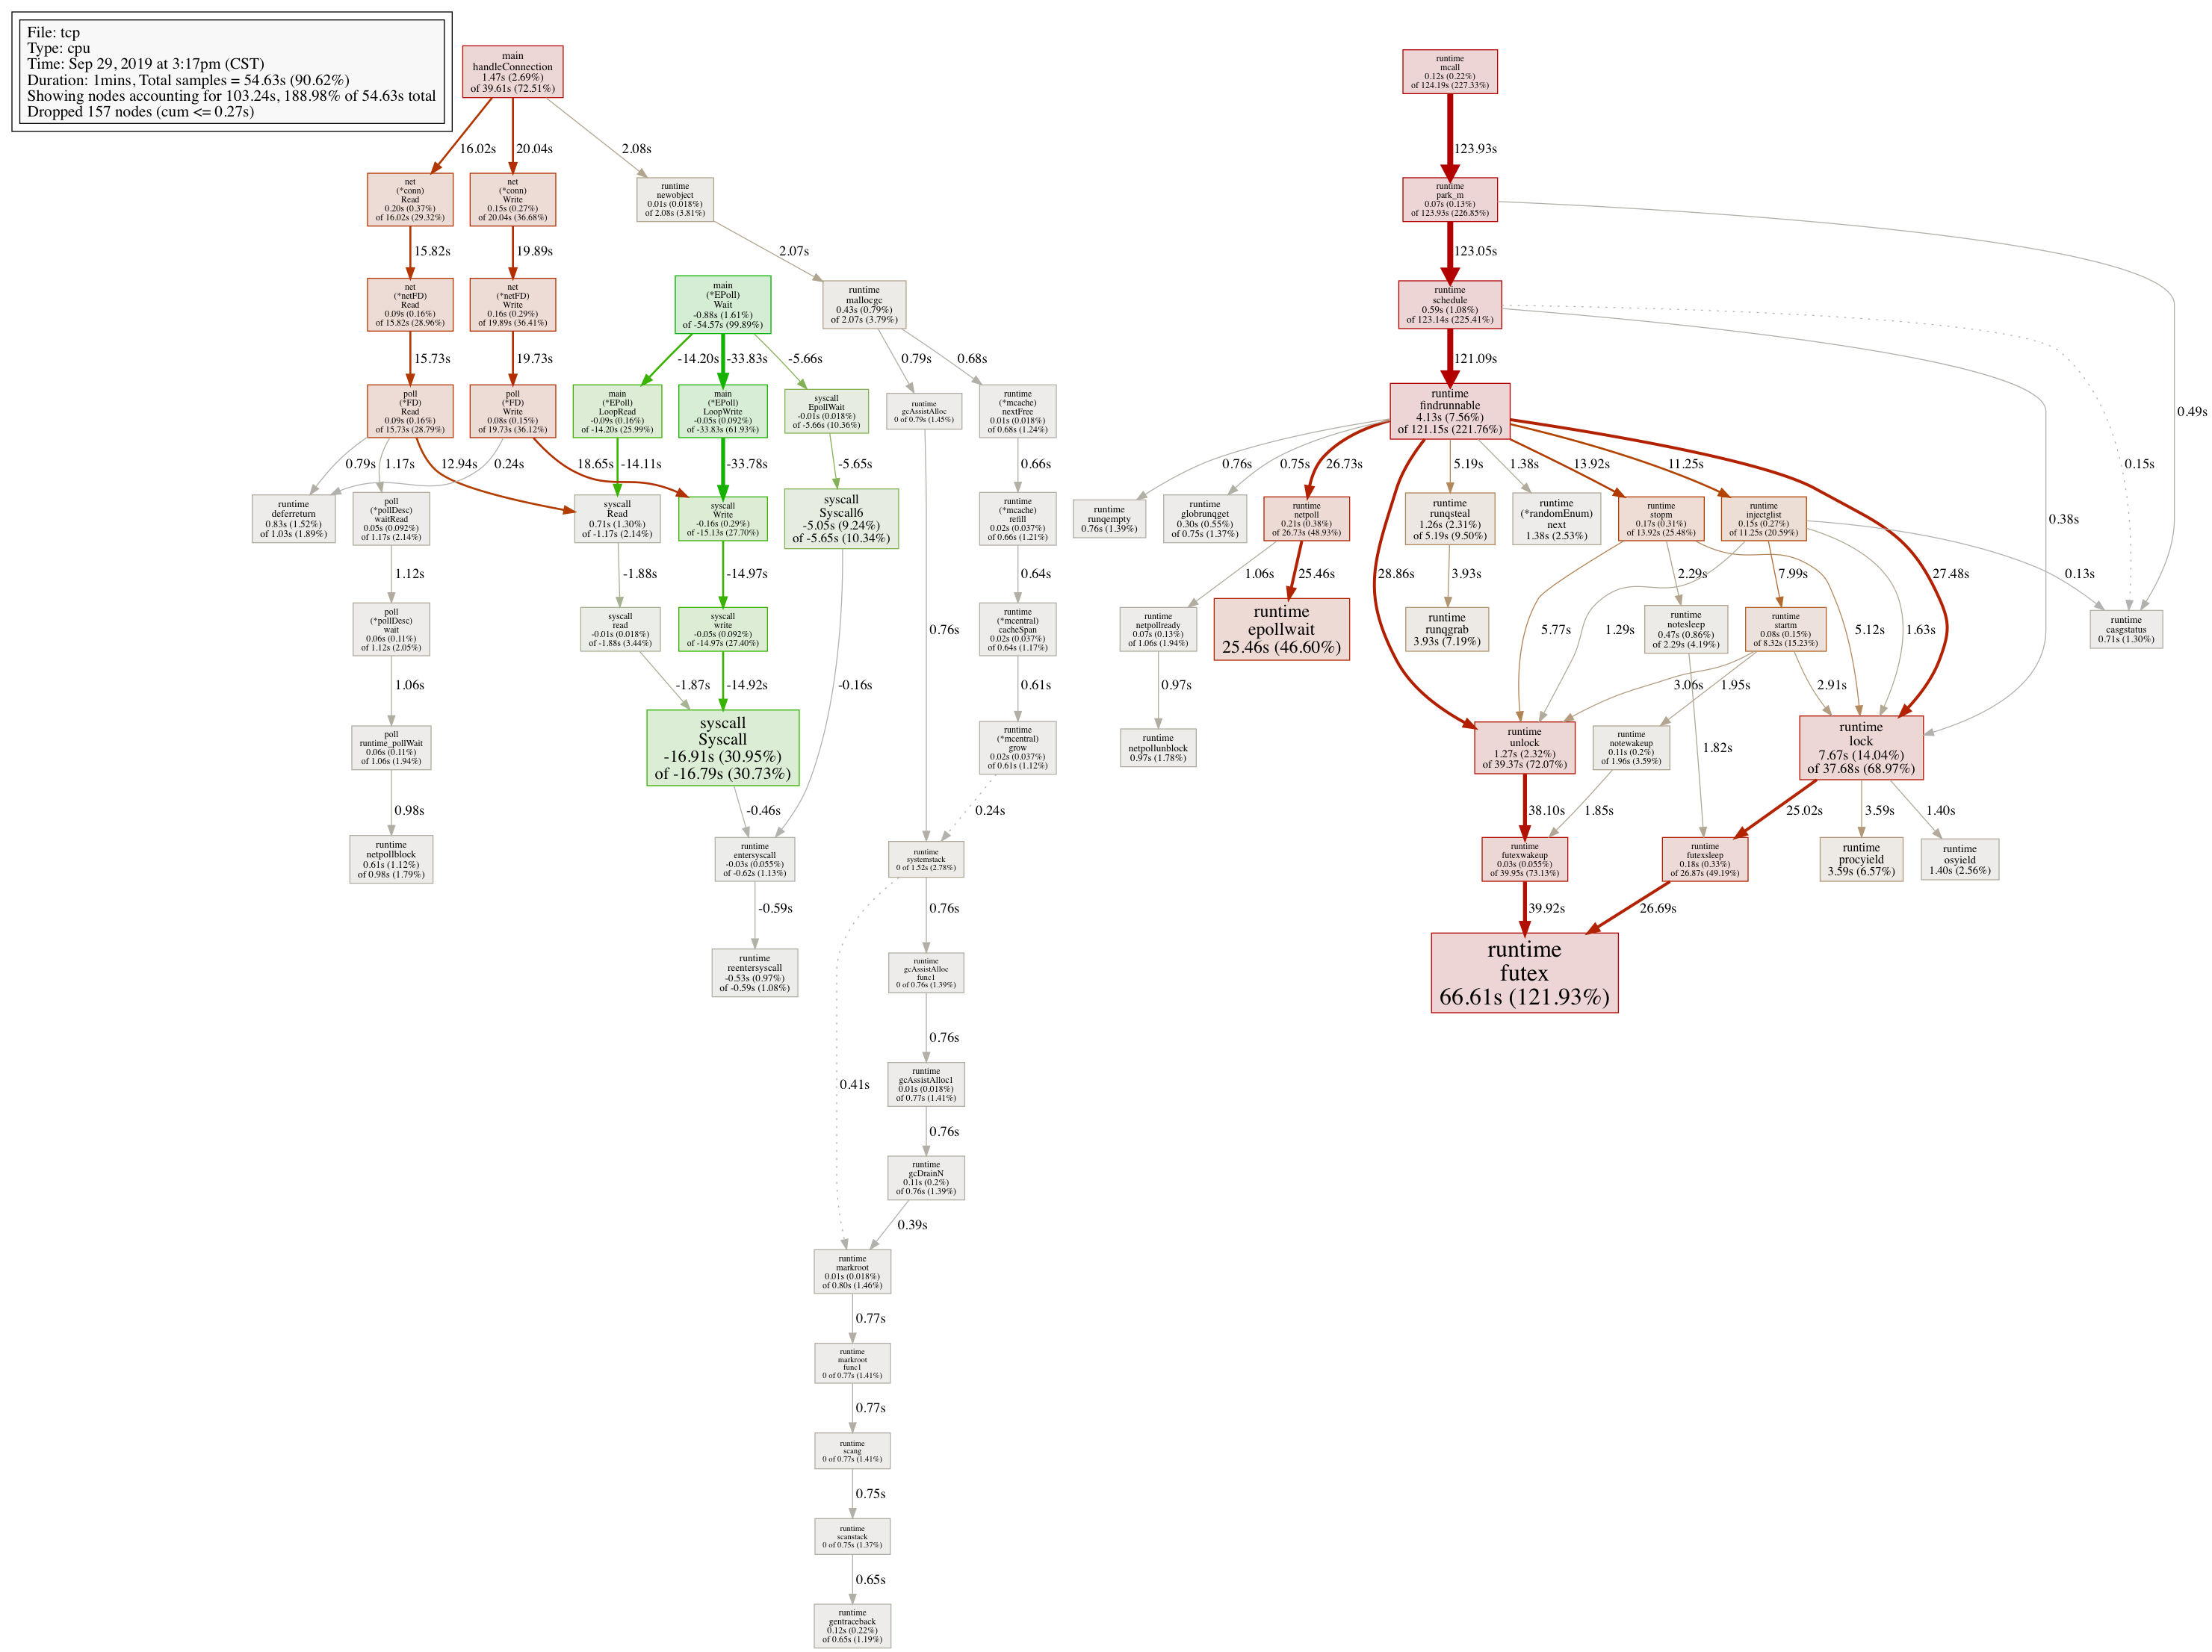 File: tcp
Type: cpu
Time: Sep 29, 2019 at 3:17pm (CST)
Duration: 1mins, Total samples = 54.63s (90.62%)
Showing nodes accounting for 103.24s, 188.98% of 54.63s total
Dropped 157 nodes (cum <= 0.27s)
main
handleConnection
1.47s (2.69%)
of 39.61s (72.51%)
runtime
mcall
0.12s (0.22%)
of 124.19s (227.33%)
16.02s
20.04s
2.08s
123.93s
net
(*conn)
Read
0.20s (0.37%)
of 16.02s (29.32%)
net
(*conn)
Write
0.15s (0.27%)
of 20.04s (36.68%)
runtime
newobject
0.01s (0.018%)
of 2.08s (3.81%)
runtime
park_m
0.07s (0.13%)
of 123.93s (226.85%)
15.82s
19.89s
2.07s
123.05s
net
(*netFD)
Read
0.09s (0.16%)
of 15.82s (28.96%)
net
(*netFD)
Write
0.16s (0.29%)
of 19.89s (36.41%)
main
(*EPoll)
Wait
-0.88s (1.61%)
of -54.57s (99.89%)
runtime
mallocgc
0.43s (0.79%)
of 2.07s (3.79%)
runtime
schedule
0.59s (1.08%)
of 123.14s (225.41%)
15.73s
19.73s
-14.20s
-33.83s
-5.66s
0.79s
0.68s
121.09s
poll
(*FD)
Read
0.09s (0.16%)
of 15.73s (28.79%)
poll
(*FD)
Write
0.08s (0.15%)
of 19.73s (36.12%)
main
(*EPoll)
LoopRead
-0.09s (0.16%)
of -14.20s (25.99%)
main
(*EPoll)
LoopWrite
-0.05s (0.092%)
of -33.83s (61.93%)
syscall
EpollWait
-0.01s (0.018%)
of -5.66s (10.36%)
runtime
gcAssistAlloc
0 of 0.79s (1.45%)
runtime
(*mcache)
nextFree
0.01s (0.018%)
of 0.68s (1.24%)
runtime
findrunnable
4.13s (7.56%)
of 121.15s (221.76%)
0.49s
0.79s
1.17s
12.94s
0.24s
18.65s
-14.11s
-33.78s
-5.65s
0.66s
0.76s
0.75s
26.73s
5.19s
1.38s
13.92s
11.25s
0.15s
runtime
deferreturn
0.83s (1.52%)
of 1.03s (1.89%)
poll
(*pollDesc)
waitRead
0.05s (0.092%)
of 1.17s (2.14%)
syscall
Read
0.71s (1.30%)
of -1.17s (2.14%)
syscall
Write
-0.16s (0.29%)
of -15.13s (27.70%)
syscall
Syscall6
-5.05s (9.24%)
of -5.65s (10.34%)
runtime
(*mcache)
refill
0.02s (0.037%)
of 0.66s (1.21%)
runtime
runqempty
0.76s (1.39%)
runtime
globrunqget
0.30s (0.55%)
of 0.75s (1.37%)
runtime
netpoll
0.21s (0.38%)
of 26.73s (48.93%)
runtime
runqsteal
1.26s (2.31%)
of 5.19s (9.50%)
runtime
(*randomEnum)
next
1.38s (2.53%)
runtime
stopm
0.17s (0.31%)
of 13.92s (25.48%)
runtime
injectglist
0.15s (0.27%)
of 11.25s (20.59%)
0.38s
1.12s
-1.88s
-14.97s
0.64s
1.06s
25.46s
28.86s
3.93s
2.29s
7.99s
27.48s
0.13s
poll
(*pollDesc)
wait
0.06s (0.11%)
of 1.12s (2.05%)
syscall
read
-0.01s (0.018%)
of -1.88s (3.44%)
syscall
write
-0.05s (0.092%)
of -14.97s (27.40%)
0.76s
runtime
(*mcentral)
cacheSpan
0.02s (0.037%)
of 0.64s (1.17%)
runtime
netpollready
0.07s (0.13%)
of 1.06s (1.94%)
runtime
epollwait
25.46s (46.60%)
runtime
runqgrab
3.93s (7.19%)
5.77s
1.29s
runtime
notesleep
0.47s (0.86%)
of 2.29s (4.19%)
runtime
startm
0.08s (0.15%)
of 8.32s (15.23%)
5.12s
1.63s
runtime
casgstatus
0.71s (1.30%)
1.06s
-1.87s
-14.92s
-0.16s
0.61s
0.97s
3.06s
1.95s
2.91s
poll
runtime_pollWait
0.06s (0.11%)
of 1.06s (1.94%)
syscall
Syscall
-16.91s (30.95%)
of -16.79s (30.73%)
runtime
(*mcentral)
grow
0.02s (0.037%)
of 0.61s (1.12%)
runtime
netpollunblock
0.97s (1.78%)
runtime
unlock
1.27s (2.32%)
of 39.37s (72.07%)
runtime
notewakeup
0.11s (0.2%)
of 1.96s (3.59%)
1.82s
runtime
lock
7.67s (14.04%)
of 37.68s (68.97%)
0.98s
-0.46s
0.24s
38.10s
1.85s
25.02s
3.59s
1.40s
runtime
netpollblock
0.61s (1.12%)
of 0.98s (1.79%)
runtime
entersyscall
-0.03s (0.055%)
of -0.62s (1.13%)
runtime
systemstack
0 of 1.52s (2.78%)
runtime
futexwakeup
0.03s (0.055%)
of 39.95s (73.13%)
runtime
futexsleep
0.18s (0.33%)
of 26.87s (49.19%)
runtime
procyield
3.59s (6.57%)
runtime
osyield
1.40s (2.56%)
-0.59s
0.76s
39.92s
26.69s
runtime
reentersyscall
-0.53s (0.97%)
of -0.59s (1.08%)
runtime
gcAssistAlloc
func1
0 of 0.76s (1.39%)
runtime
futex
66.61s (121.93%)
0.76s
0.41s
runtime
gcAssistAlloc1
0.01s (0.018%)
of 0.77s (1.41%)
0.76s
runtime
gcDrainN
0.11s (0.2%)
of 0.76s (1.39%)
0.39s
runtime
markroot
0.01s (0.018%)
of 0.80s (1.46%)
0.77s
runtime
markroot
func1
0 of 0.77s (1.41%)
0.77s
runtime
scang
0 of 0.77s (1.41%)
0.75s
runtime
scanstack
0 of 0.75s (1.37%)
0.65s
runtime
gentraceback
0.12s (0.22%)
of 0.65s (1.19%)